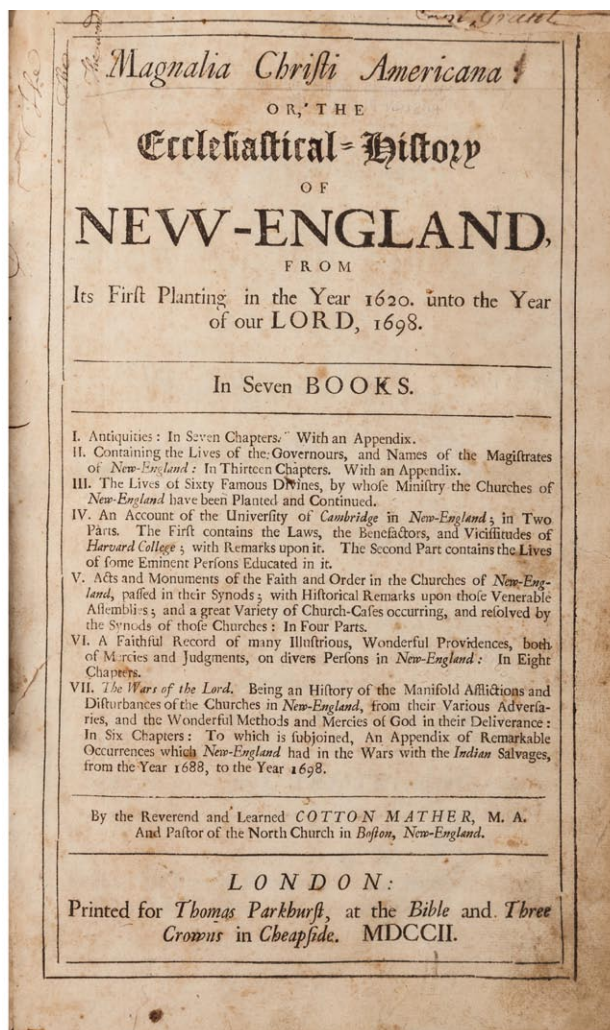 Grant
The
The
Magnalia Chriſti Americana:
OR, THE
Eccleſiaſtical=Hiſtory
OF
NEW-ENGLAND,
FROM
Its Firſt Planting in the Year 1620. unto the Year
of our LORD, 1698.
In Seven BOOKS.
I. Antiquities: In Seven Chapters. With an Appendix.
II. Containing the Lives of the Governours, and Names of the Magiſtrates
of New-England: In Thirteen Chapters. With an Appendix.
III. The Lives of Sixty Famous Divines, by whoſe Miniſtry the Churches of
New-England have been Planted and Continued.
IV. An Account of the Univerſity of Cambridge in New-England; in Two
Parts. The Firſt contains the Laws, the Benefactors, and Viciſſitudes of
Harvard College; with Remarks upon it. The Second Part contains the Lives
of ſome Eminent Perſons Educated in it.
V. Acts and Monuments of the Faith and Order in the Churches of New-Eng-
land, paſſed in their Synods; with Hiſtorical Remarks upon thoſe Venerable
Aſſemblies; and a great Variety of Church-Caſes occurring, and reſolved by
the Synods of thoſe Churches: In Four Parts.
VI. A Faithful Record of many Illuſtrious, Wonderful Providences, both
of Mercies and Judgments, on divers Perſons in New-England: In Eight
Chapters.
VII. The Wars of the Lord. Being an Hiſtory of the Manifold Afflictions and
Diſturbances of the Churches in New-England, from their Various Adverſa-
ries, and the Wonderful Methods and Mercies of God in their Deliverance:
In Six Chapters: To which is ſubjoined, An Appendix of Remarkable
Occurrences which New-England had in the Wars with the Indian Salvages,
from the Year 1688, to the Year 1698.
By the Reverend and Learned COTTON MATHER, M. A.
And Paſtor of the North Church in Boſton, New-England.
LONDON:
Printed for Thomas Parkhurſt, at the Bible and Three
Crowns in Cheapſide. MDCCII.